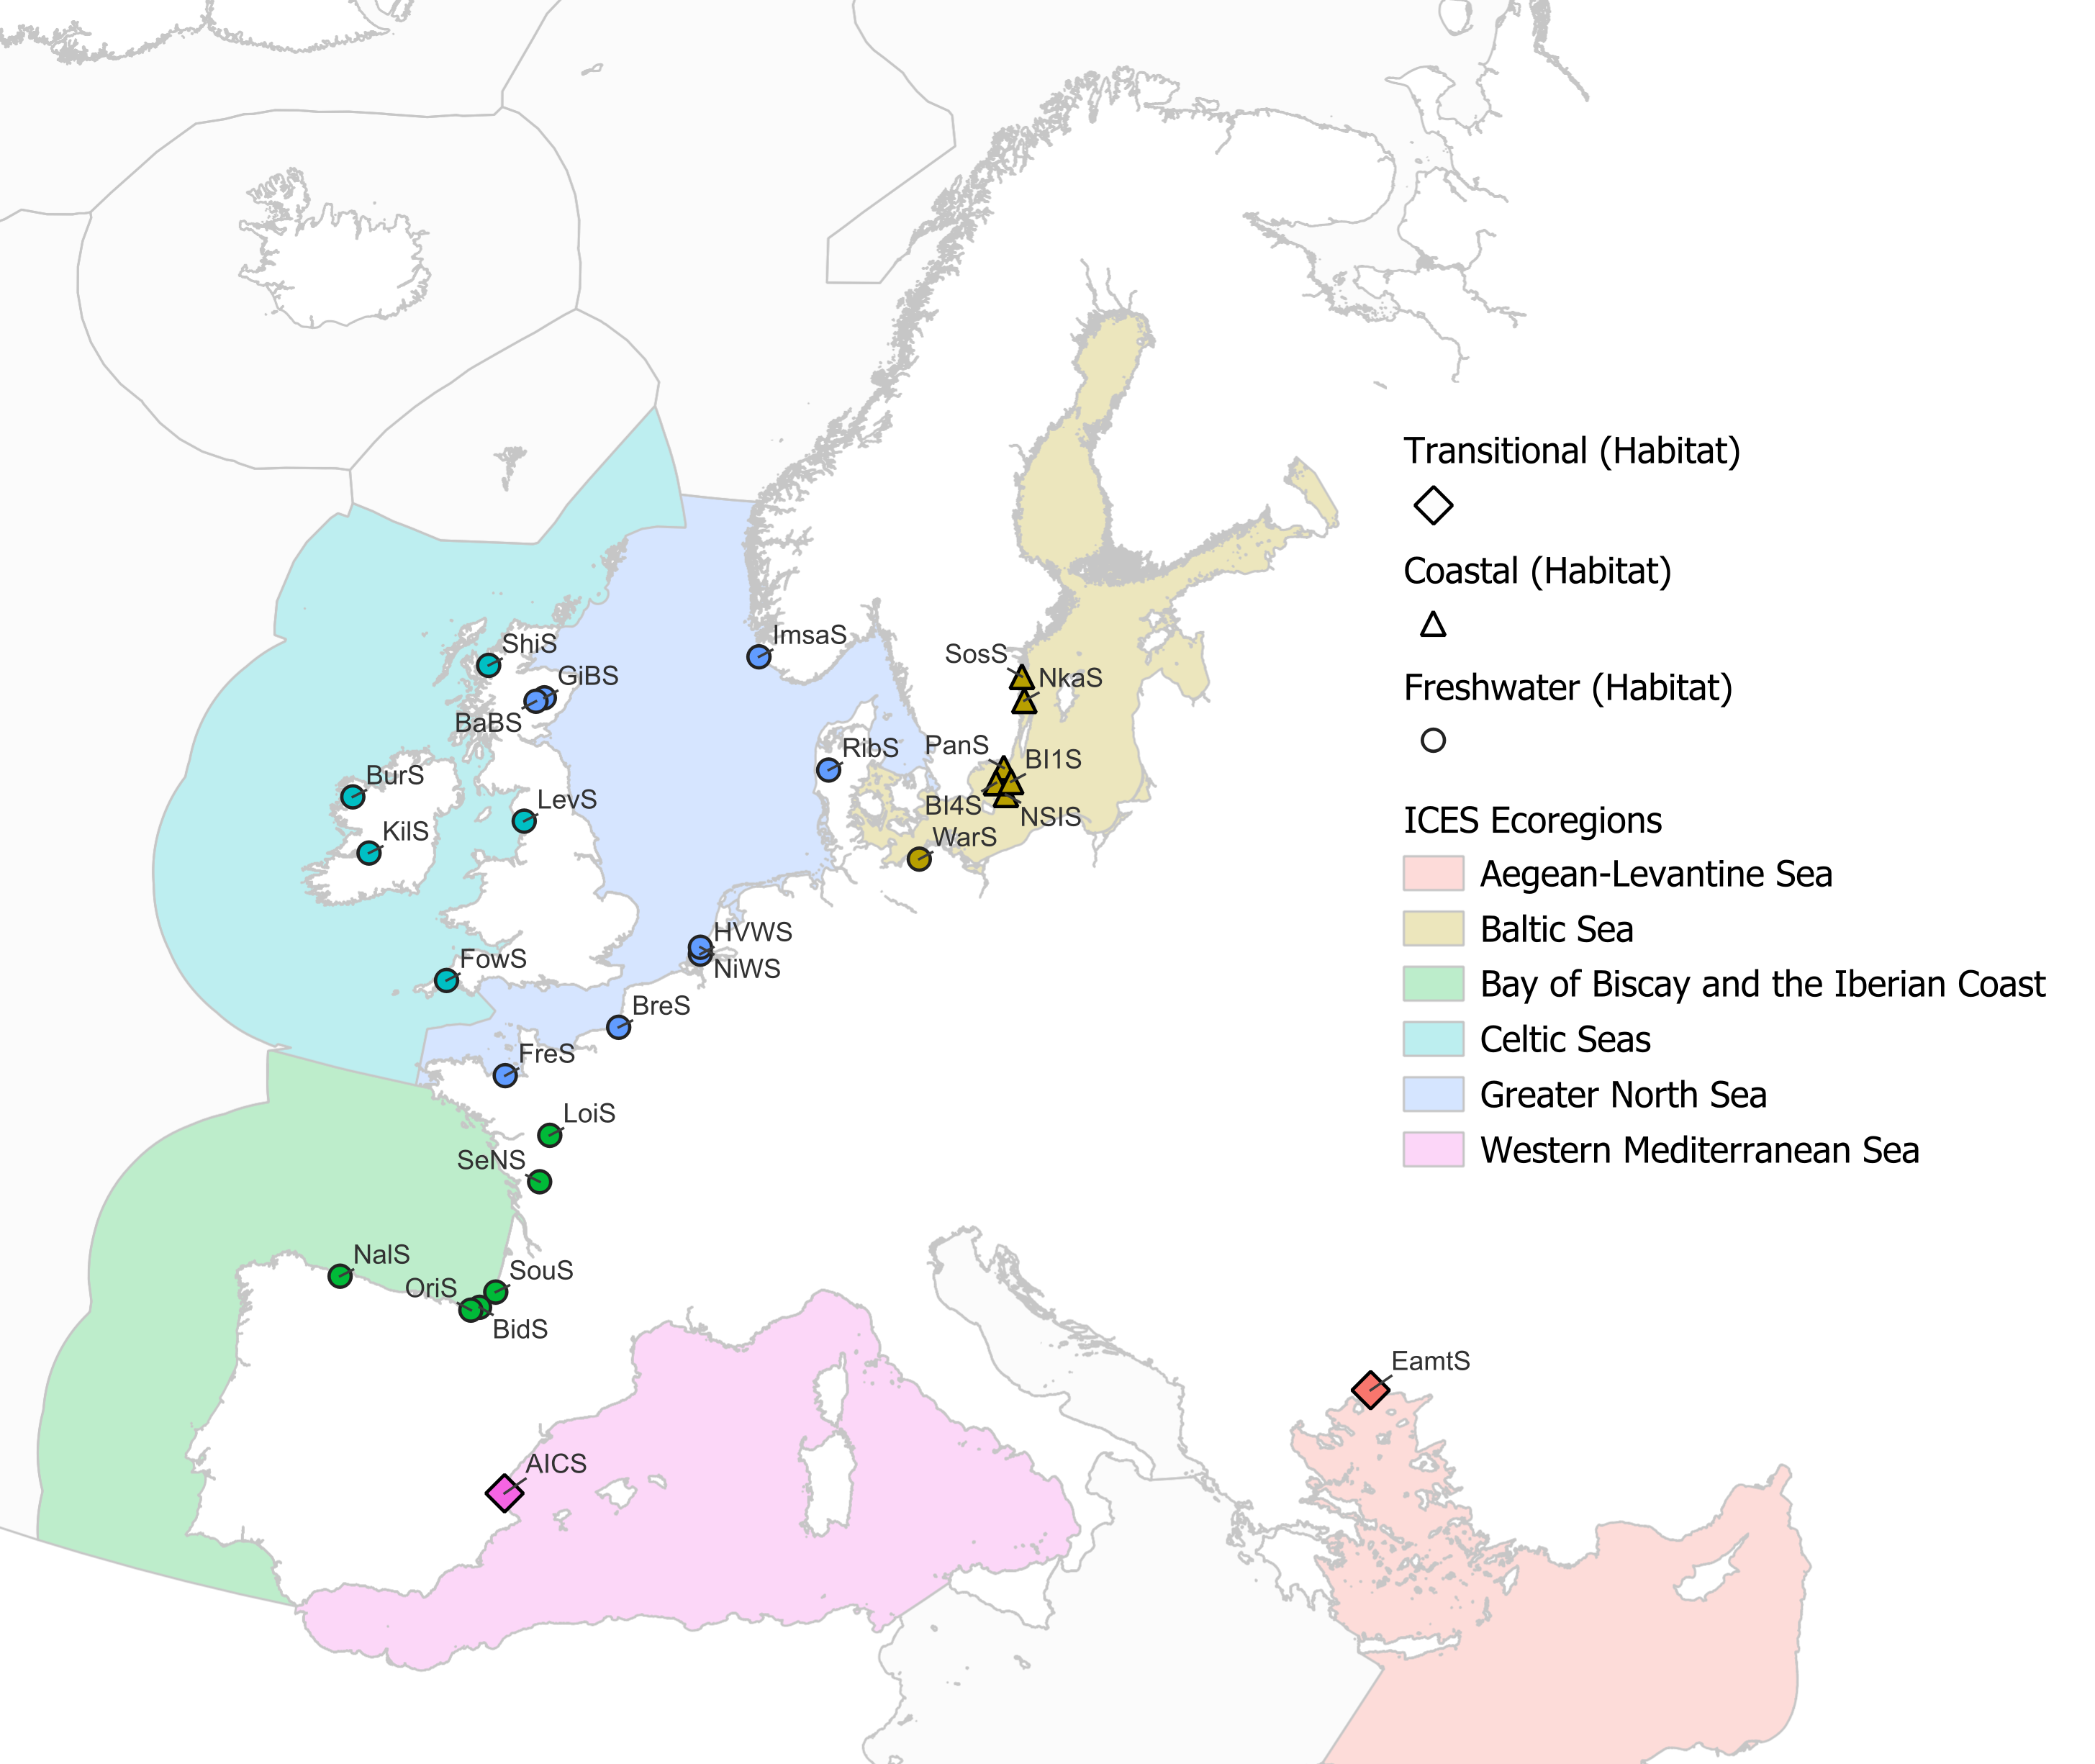 ShiS
GiBS
BaBS
ImsaS
SosS
NkaS
RibS
PanS
BI1S
BI4S
NSIS
WarS
BurS
LevS
KilS
FowS
HVWS
NiWS
BreS
FreS
LoiS
SeNS
NalS
SouS
OriS
BidS
AlCS
EamtS
Transitional (Habitat)
Coastal (Habitat)
Freshwater (Habitat)
ICES Ecoregions
Aegean-Levantine Sea
Baltic Sea
Bay of Biscay and the Iberian Coast
Celtic Seas
Greater North Sea
Western Mediterranean Sea